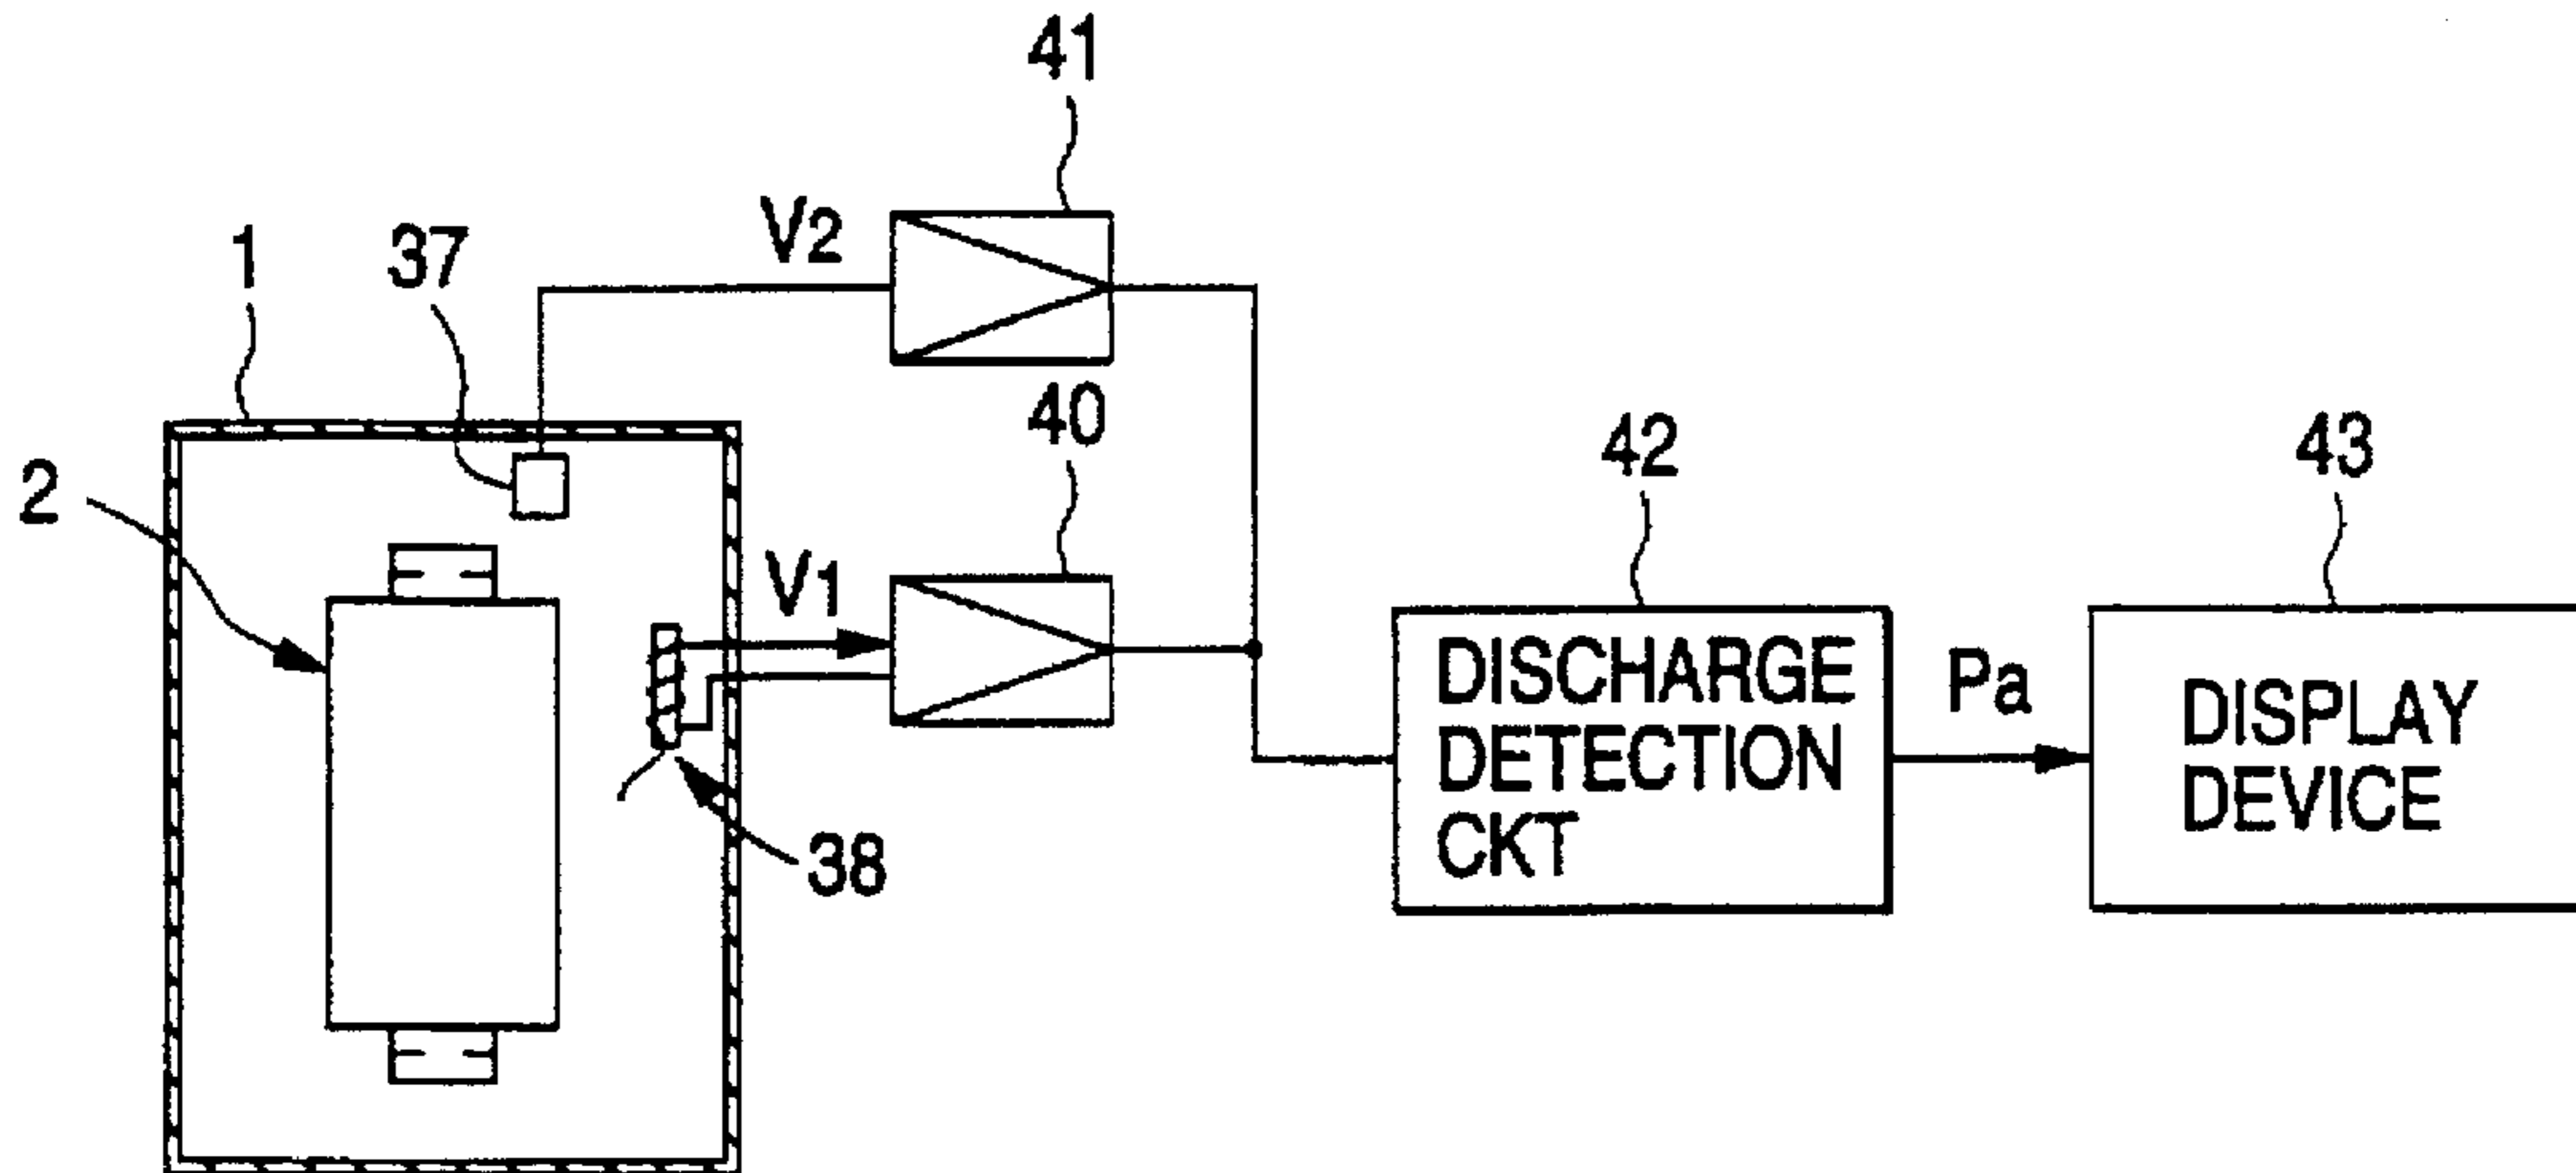 41
V2
1
37
40
2
42
43
V1
DISCHARGE
DETECTION
CKT
Pa
DISPLAY
DEVICE
38